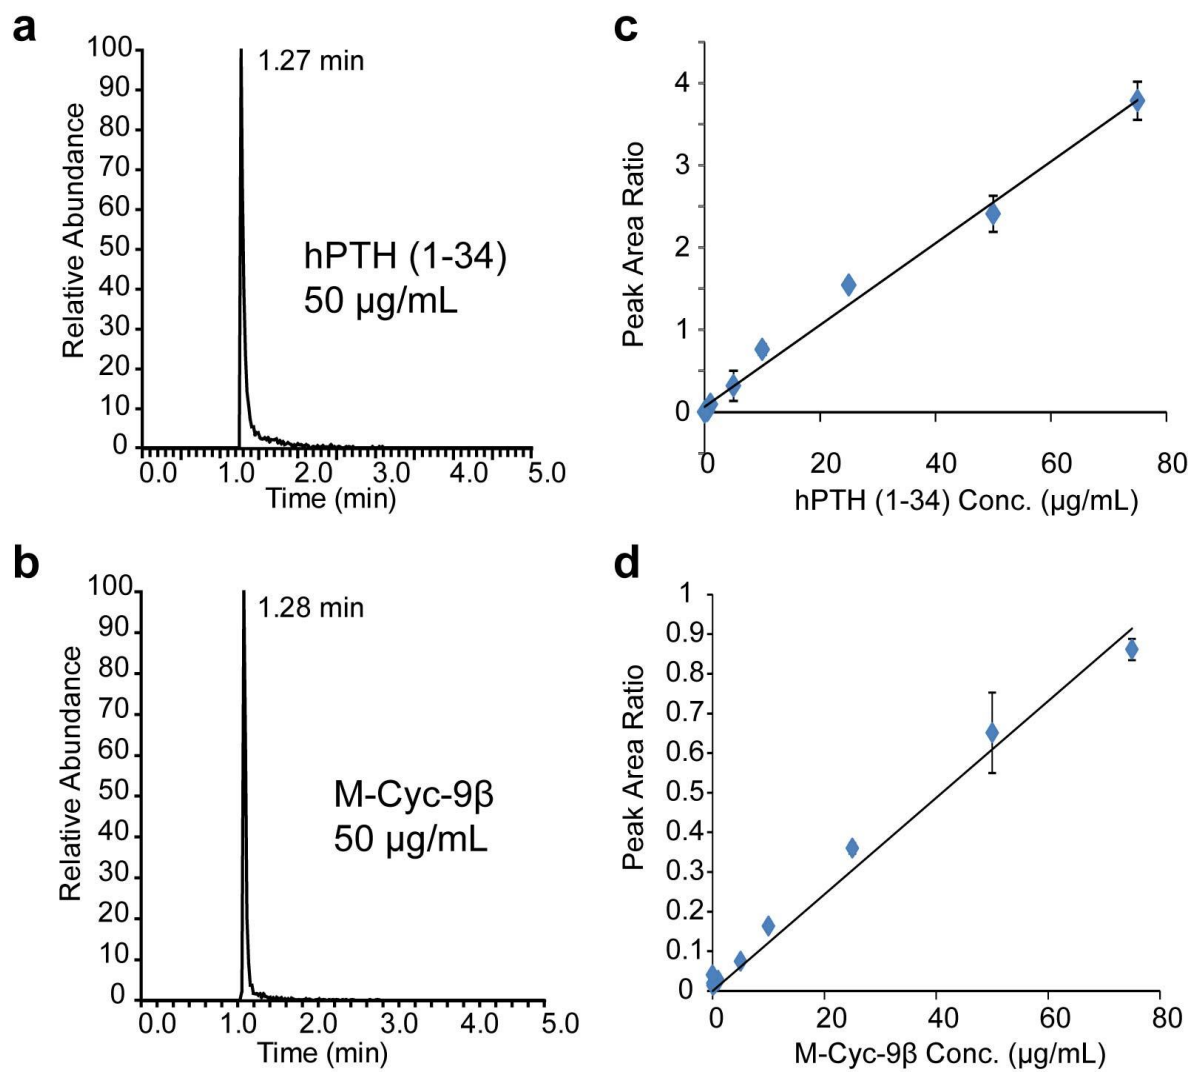 a
100
90
80
70
60
50
40
30
20
10
0
Relative Abundance
1.27 min
hPTH (1-34)
50 µg/mL
0.0 1.0 2.0 3.0 4.0 5.0
Time (min)
c
4
3
2
1
0
Peak Area Ratio
0 20 40 60 80
hPTH (1-34) Conc. (µg/mL)
b
100
90
80
70
60
50
40
30
20
10
0
Relative Abundance
1.28 min
M-Cyc-9β
50 µg/mL
0.0 1.0 2.0 3.0 4.0 5.0
Time (min)
d
1
0.9
0.8
0.7
0.6
0.5
0.4
0.3
0.2
0.1
0
Peak Area Ratio
0 20 40 60 80
M-Cyc-9β Conc. (µg/mL)